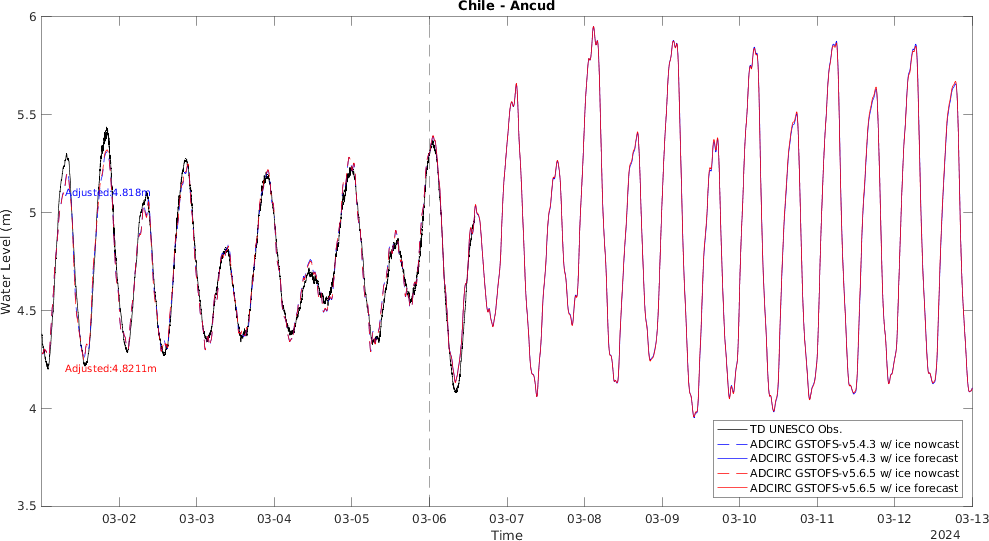 Chile - Ancud
6
5.5
5
4.5
4
3.5
Water Level (m)
Adjusted:4.818m
Adjusted:4.8211m
TD UNESCO Obs.
ADCIRC GSTOFS-v5.4.3 w/ ice nowcast
ADCIRC GSTOFS-v5.4.3 w/ ice forecast
ADCIRC GSTOFS-v5.6.5 w/ ice nowcast
ADCIRC GSTOFS-v5.6.5 w/ ice forecast
03-02 03-03 03-04 03-05 03-06 03-07 03-08 03-09 03-10 03-11 03-12 03-13
Time
2024